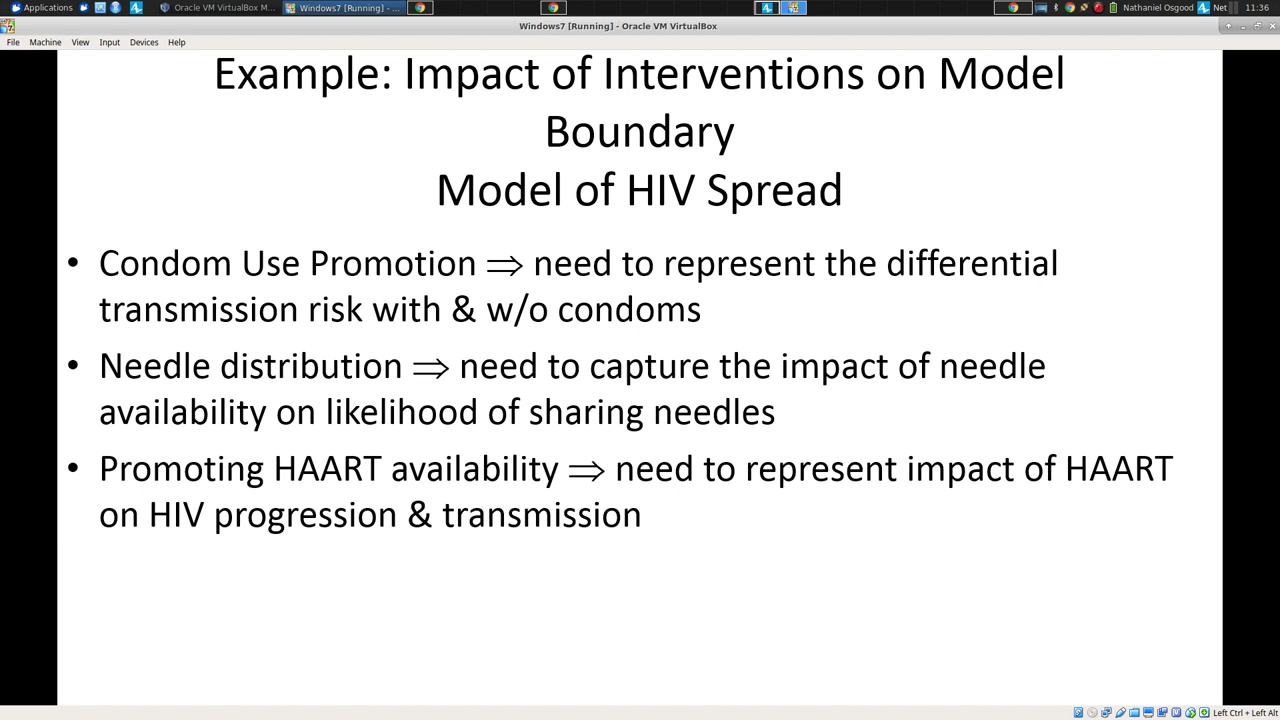 Applications
Oracle VM VirtualBox M...
Windows7 [Running] - ...
Nathaniel Osgood
Net
11:36
Windows7 [Running] - Oracle VM VirtualBox
File Machine View Input Devices Help
Example: Impact of Interventions on Model
Boundary
Model of HIV Spread
• Condom Use Promotion ⇒ need to represent the differential
transmission risk with & w/o condoms
• Needle distribution ⇒ need to capture the impact of needle
availability on likelihood of sharing needles
• Promoting HAART availability ⇒ need to represent impact of HAART
on HIV progression & transmission
Left Ctrl + Left Alt